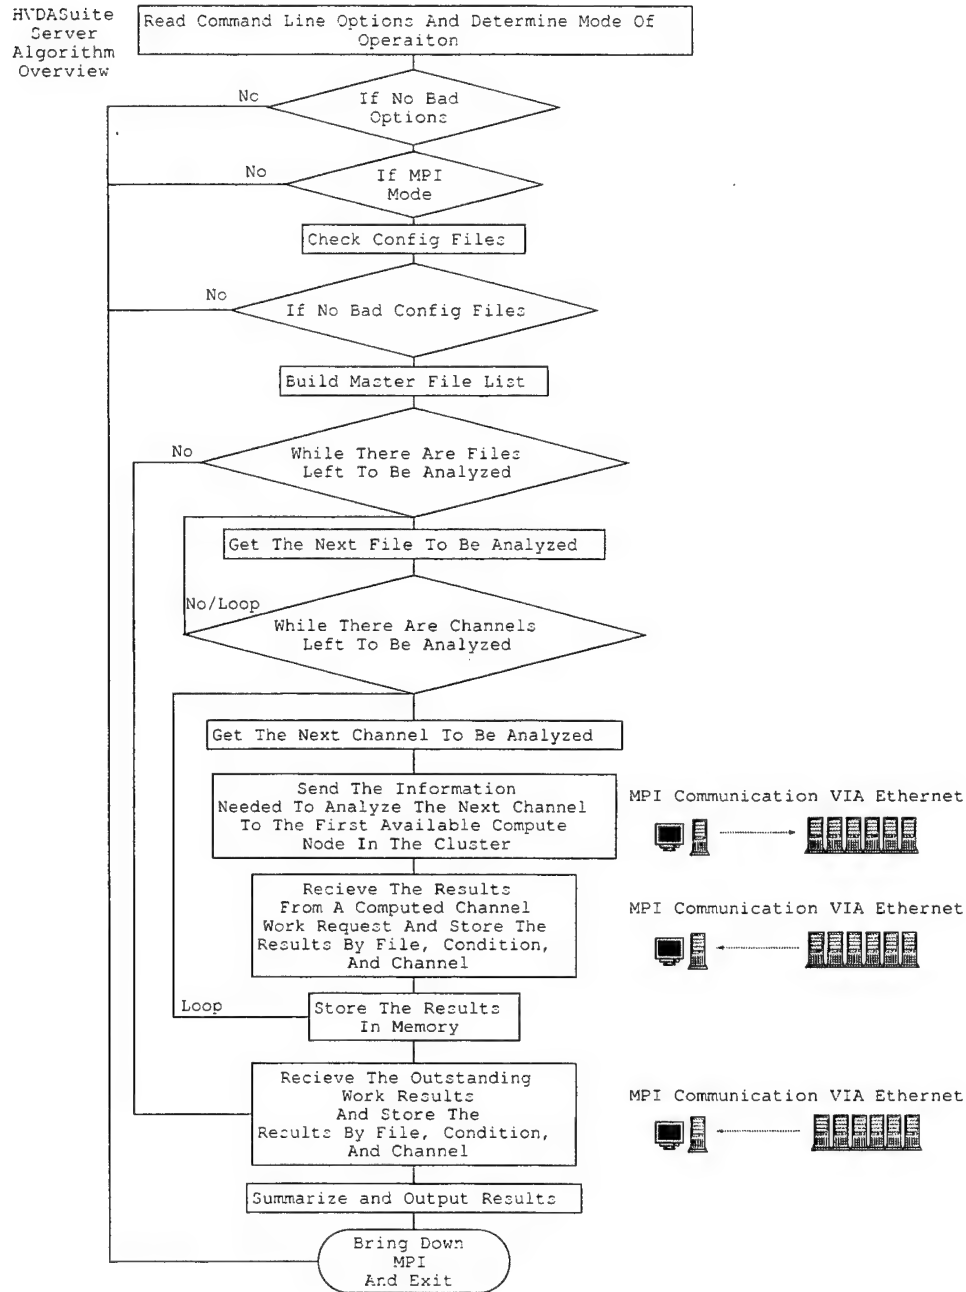 HVDASuite
Server
Algorithm
Overview
Read Command Line Options And Determine Mode Of
Operaiton
No
If No Bad
Options
No
If MPI
Mode
Check Config Files
No
If No Bad Config Files
Build Master File List
No
While There Are Files
Left To Be Analyzed
Get The Next File To Be Analyzed
No/Loop
While There Are Channels
Left To Be Analyzed
Get The Next Channel To Be Analyzed
Send The Information
Needed To Analyze The Next Channel
To The First Available Compute
Node In The Cluster
MPI Communication VIA Ethernet
Recieve The Results
From A Computed Channel
Work Request And Store The
Results By File, Condition,
And Channel
MPI Communication VIA Ethernet
Loop
Store The Results
In Memory
Recieve The Outstanding
Work Results
And Store The
Results By File, Condition,
And Channel
MPI Communication VIA Ethernet
Summarize and Output Results
Bring Down
MPI
And Exit